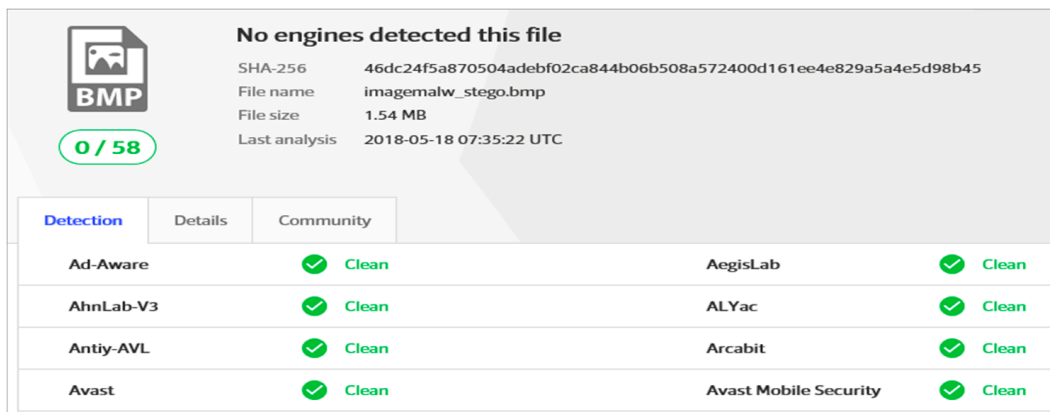 No engines detected this file
SHA-256 46dc24f5a870504adebf02ca844b06b508a572400d161ee4e829a5a4e5d98b45
File name imagemalw_stego.bmp
File size 1.54 MB
Last analysis 2018-05-18 07:35:22 UTC
BMP
0 / 58
Detection Details Community
Ad-Aware Clean AegisLab Clean
AhnLab-V3 Clean ALYac Clean
Antiy-AVL Clean Arcabit Clean
Avast Clean Avast Mobile Security Clean